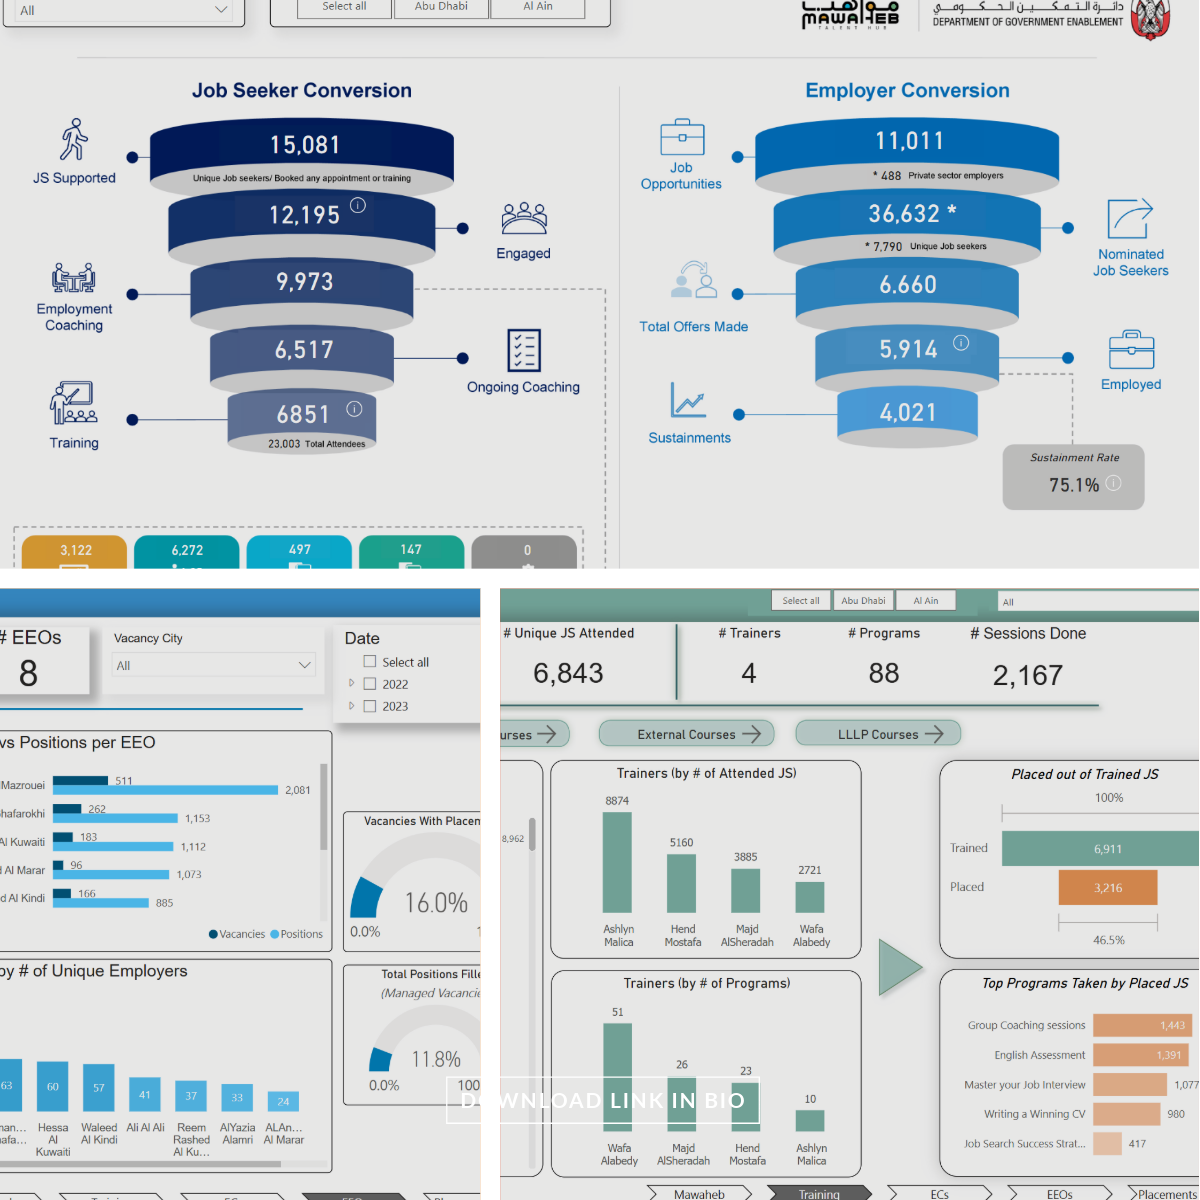 All
Select all
Abu Dhabi
Al Ain
مواهب
MAWAHEB
TALENT HUB
دائـرة الـتمـكـيـن الـحـكـومـي
DEPARTMENT OF GOVERNMENT ENABLEMENT
Job Seeker Conversion
JS Supported
15,081
Unique Job seekers/ Booked any appointment or training
12,195
Engaged
9,973
Employment
Coaching
6,517
Ongoing Coaching
6851
23,003 Total Attendees
Training
3,122
6,272
497
147
0
Employer Conversion
Job
Opportunities
11,011
* 488 Private sector employers
36,632 *
* 7,790 Unique Job seekers
Nominated
Job Seekers
6,660
Total Offers Made
5,914
Employed
4,021
Sustainments
Sustainment Rate
75.1%
# EEOs
8
Vacancy City
All
Date
Select all
2022
2023
vs Positions per EEO
Mazrouei
511
2,081
hafarokhi
262
1,153
Al Kuwaiti
183
1,112
Al Marar
96
1,073
d Al Kindi
166
885
Vacancies
Positions
Vacancies With Placem
16.0%
0.0%
by # of Unique Employers
63
60
57
41
37
33
24
Hessa
Al
Kuwaiti
Waleed
Al Kindi
Ali Al Ali
Reem
Rashed
Al Ku...
AlYazia
Alamri
ALAn...
Al Marar
Total Positions Fille
(Managed Vacancie
11.8%
0.0%
100
Select all
Abu Dhabi
Al Ain
All
# Unique JS Attended
6,843
# Trainers
4
# Programs
88
# Sessions Done
2,167
urses
External Courses
LLLP Courses
8,962
Trainers (by # of Attended JS)
8874
5160
3885
2721
Ashlyn
Malica
Hend
Mostafa
Majd
AlSheradah
Wafa
Alabedy
Placed out of Trained JS
100%
Trained
6,911
Placed
3,216
46.5%
Trainers (by # of Programs)
51
26
23
10
Wafa
Alabedy
Majd
AlSheradah
Hend
Mostafa
Ashlyn
Malica
Top Programs Taken by Placed JS
Group Coaching sessions
1,443
English Assessment
1,391
Master your Job Interview
1,077
Writing a Winning CV
980
Job Search Success Strat...
417
DOWNLOAD LINK IN BIO
Training
ECs
EEOs
Mawaheb
Training
ECs
EEOs
Placements